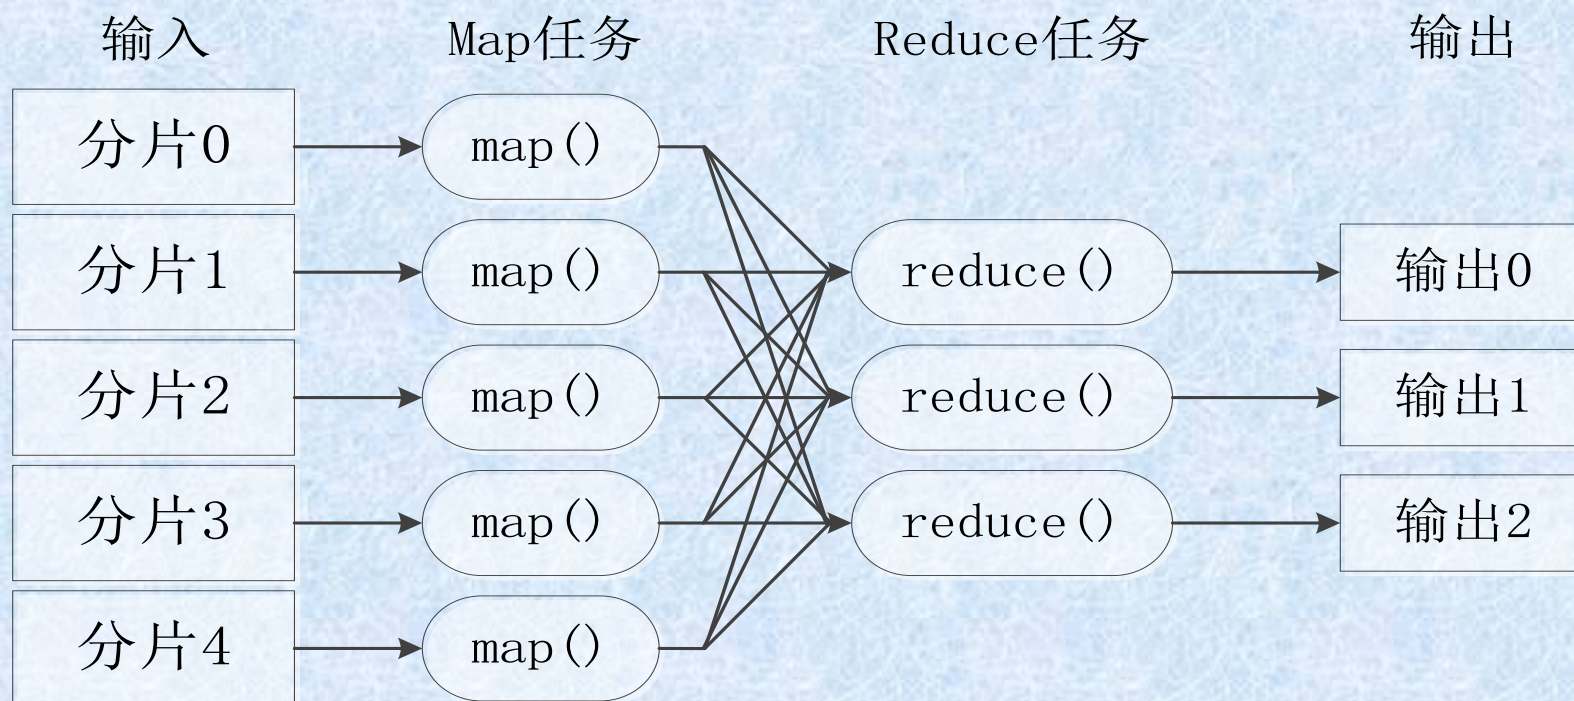 输入 Map任务 Reduce任务 输出
分片0 map()
分片1 map() reduce() 输出0
分片2 map() reduce() 输出1
分片3 map() reduce() 输出2
分片4 map()